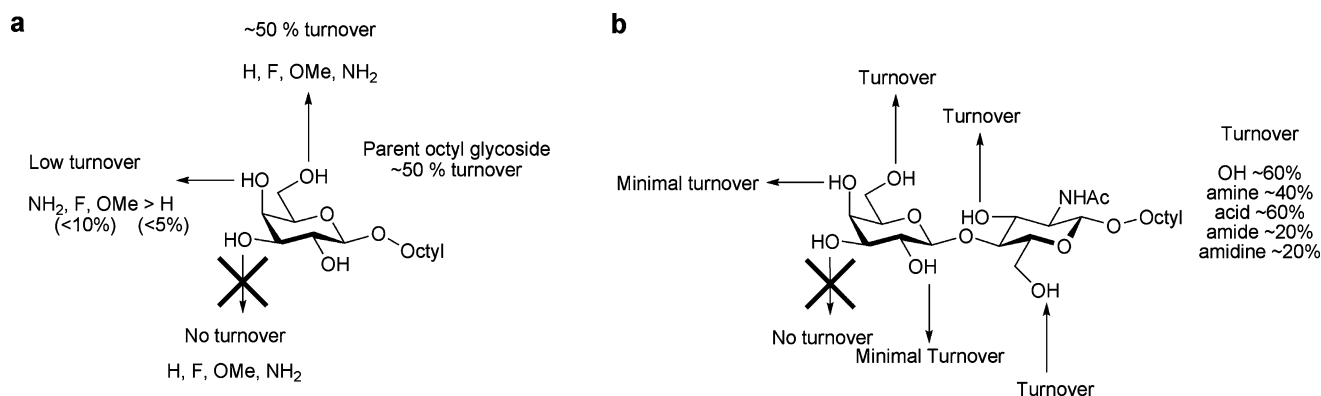 a
~50 % turnover
H, F, OMe, NH2
Low turnover
NH2, F, OMe > H
(<10%) (<5%)
Parent octyl glycoside
~50 % turnover
HO
OH
O
HO
O
Octyl
OH
No turnover
H, F, OMe, NH2
b
Turnover
Turnover
Minimal turnover
HO
OH
O
HO
OH
O
HO
NHAc
O
O
Octyl
OH
No turnover
Minimal Turnover
Turnover
Turnover
OH ~60%
amine ~40%
acid ~60%
amide ~20%
amidine ~20%